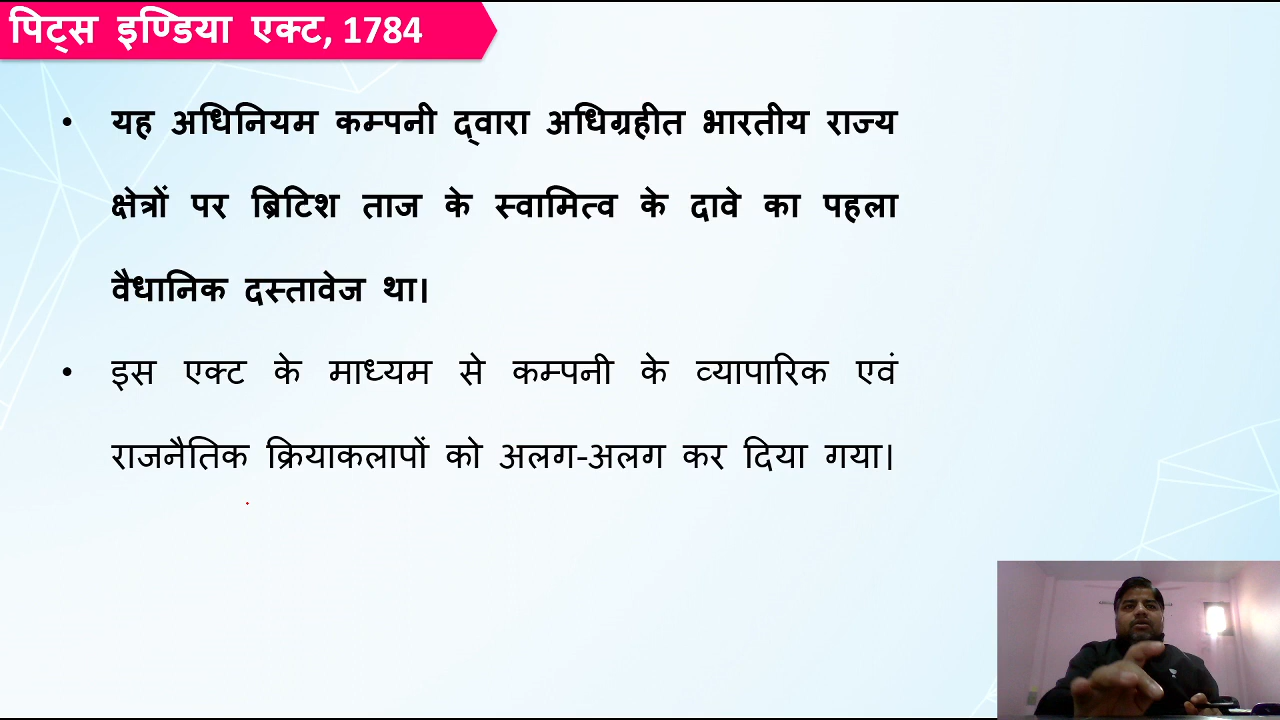 पिट्स इण्डिया एक्ट, 1784
• यह अधिनियम कम्पनी द्वारा अधिग्रहीत भारतीय राज्य
क्षेत्रों पर ब्रिटिश ताज के स्वामित्व के दावे का पहला
वैधानिक दस्तावेज था।
• इस एक्ट के माध्यम से कम्पनी के व्यापारिक एवं
राजनैतिक क्रियाकलापों को अलग-अलग कर दिया गया।